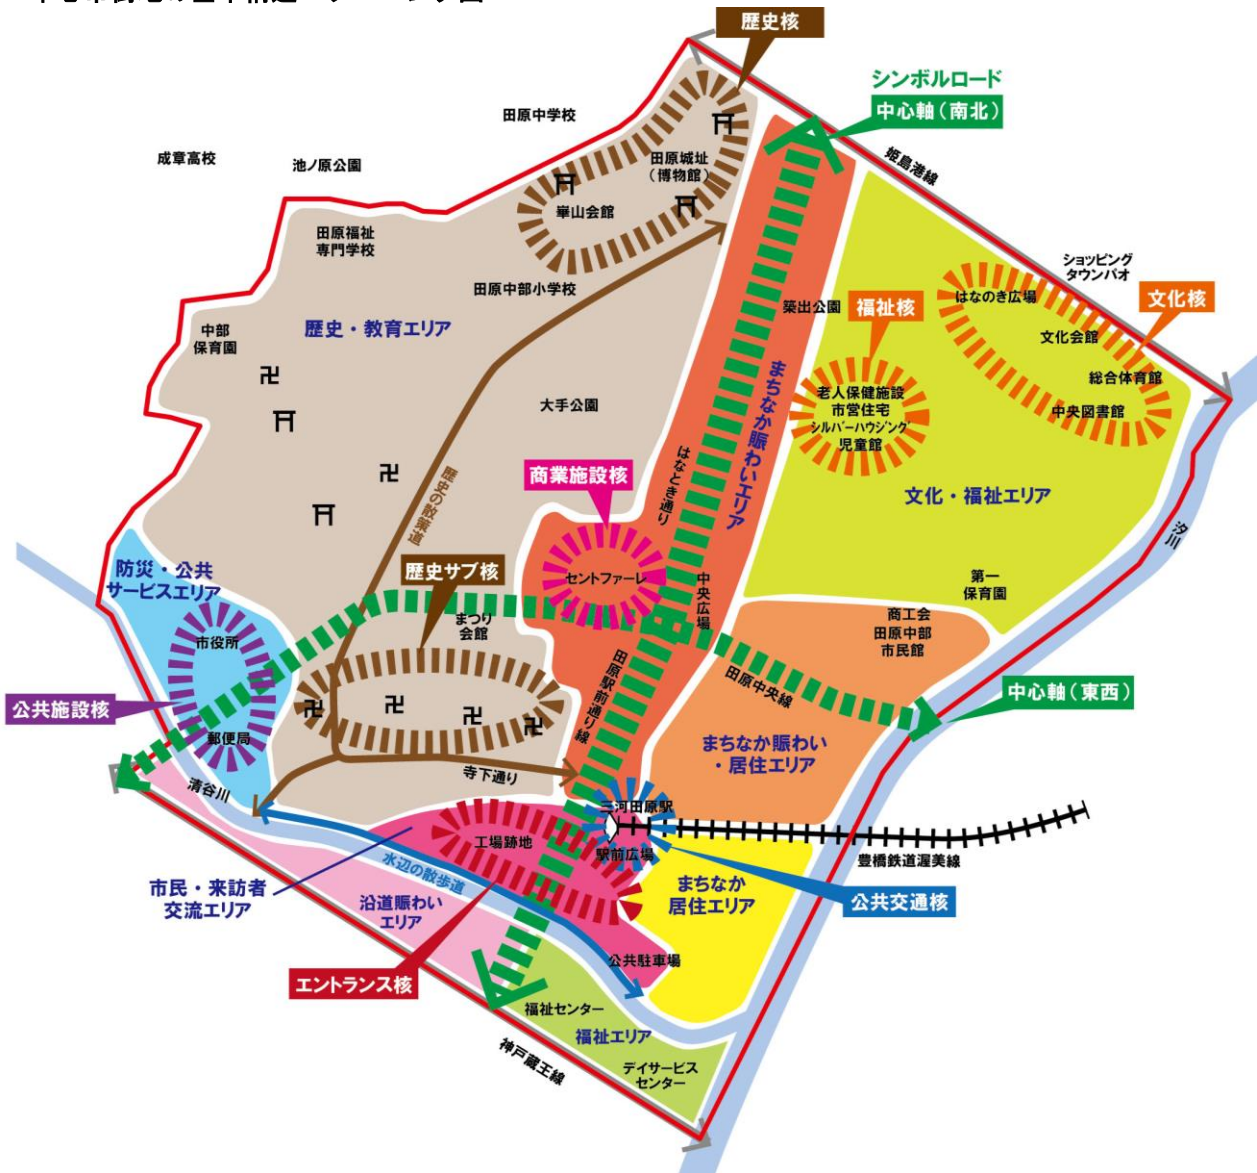 歴史核
シンボルロード
中心軸（南北）
田原中学校
成章高校
池ノ原公園
姫島港線
田原城址
（博物館）
崋山会館
田原福祉
専門学校
田原中部小学校
ショッピング
タウンパオ
はなのき広場
文化核
築出公園
福祉核
歴史・教育エリア
中部
保育園
文化会館
総合体育館
中央図書館
まちなか賑わいエリア
老人保健施設
市営住宅
シルバーハウジング
児童館
大手公園
はなとき通り
商業施設核
歴史の散策道
文化・福祉エリア
汐川
防災・公共
サービスエリア
歴史サブ核
セントファーレ
中央広場
第一
保育園
まつり
会館
商工会
田原中部
市民館
市役所
田原駅前通り線
田原中央線
中心軸（東西）
公共施設核
郵便局
まちなか賑わい
・居住エリア
清谷川
寺下通り
三河田原駅
工場跡地
駅前広場
豊橋鉄道渥美線
水辺の散歩道
市民・来訪者
交流エリア
沿道賑わい
エリア
まちなか
居住エリア
公共交通核
エントランス核
公共駐車場
福祉センター
福祉エリア
神戸蔵王線
デイサービス
センター